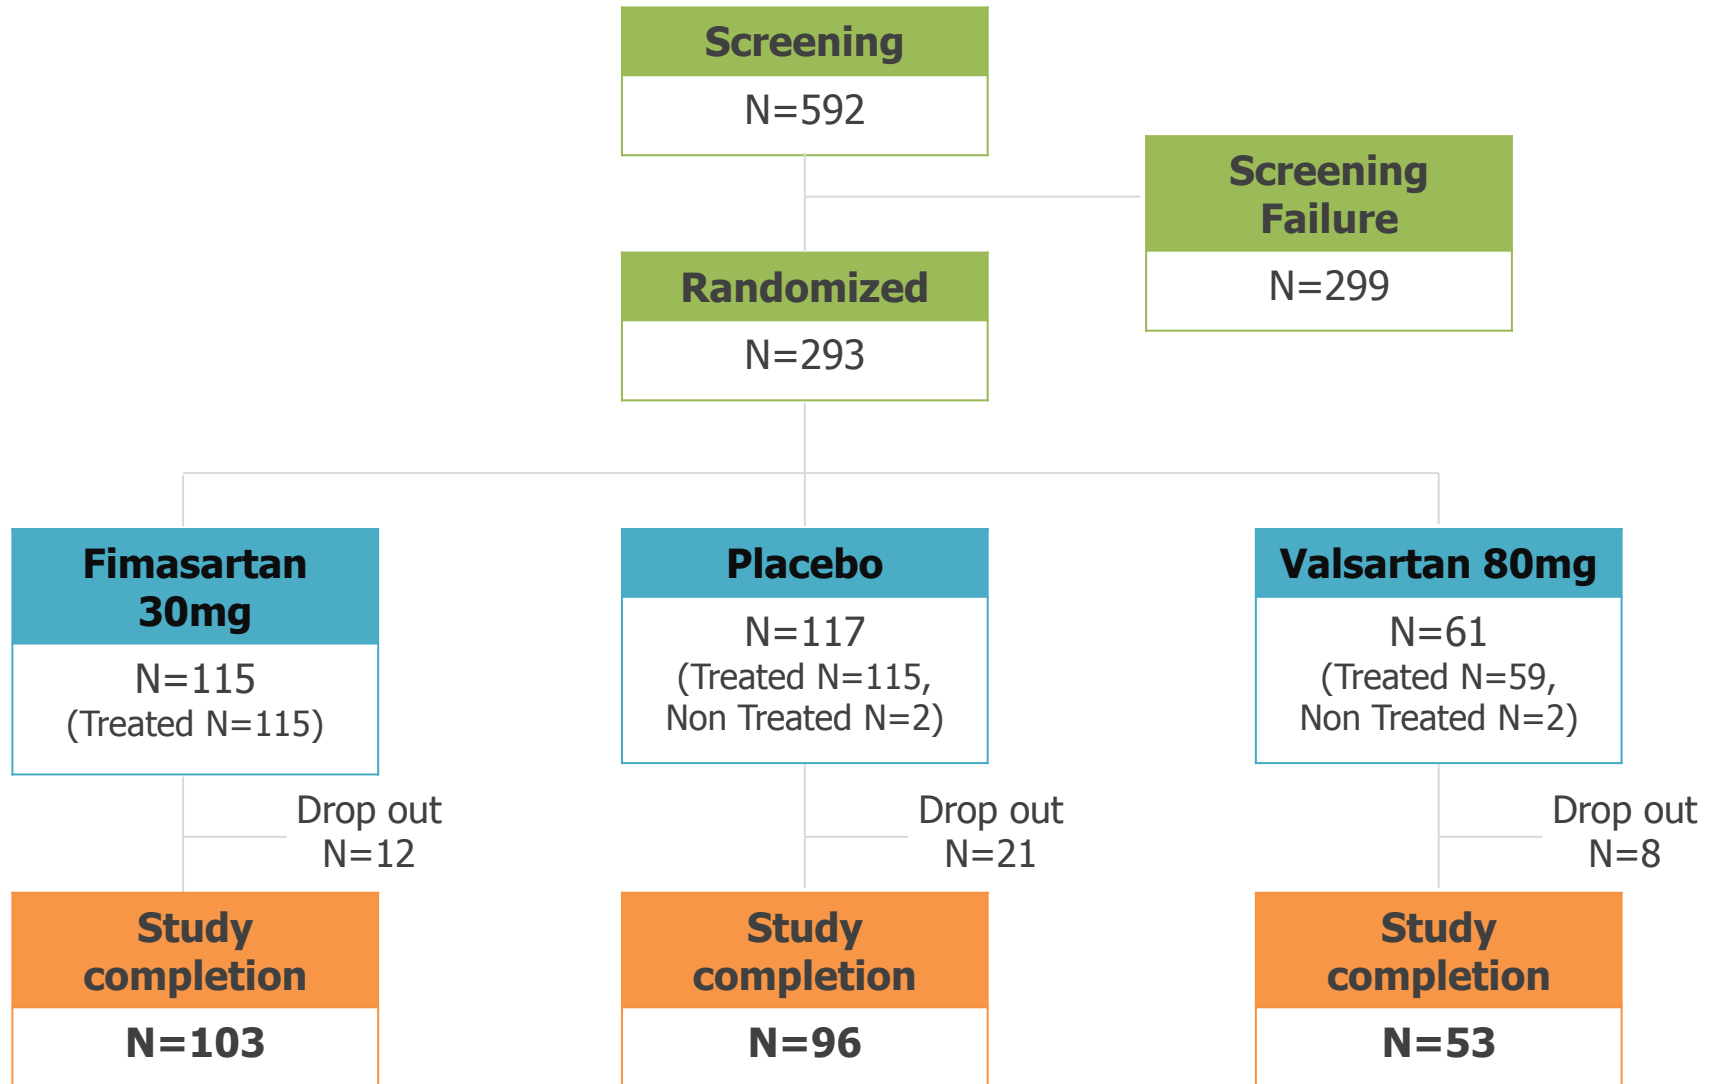 Screening
N=592
Screening
Failure
N=299
Randomized
N=293
Fimasartan
30mg
N=115
(Treated N=115)
Placebo
N=117
(Treated N=115,
Non Treated N=2)
Valsartan 80mg
N=61
(Treated N=59,
Non Treated N=2)
Drop out
N=12
Drop out
N=21
Drop out
N=8
Study
completion
N=103
Study
completion
N=96
Study
completion
N=53